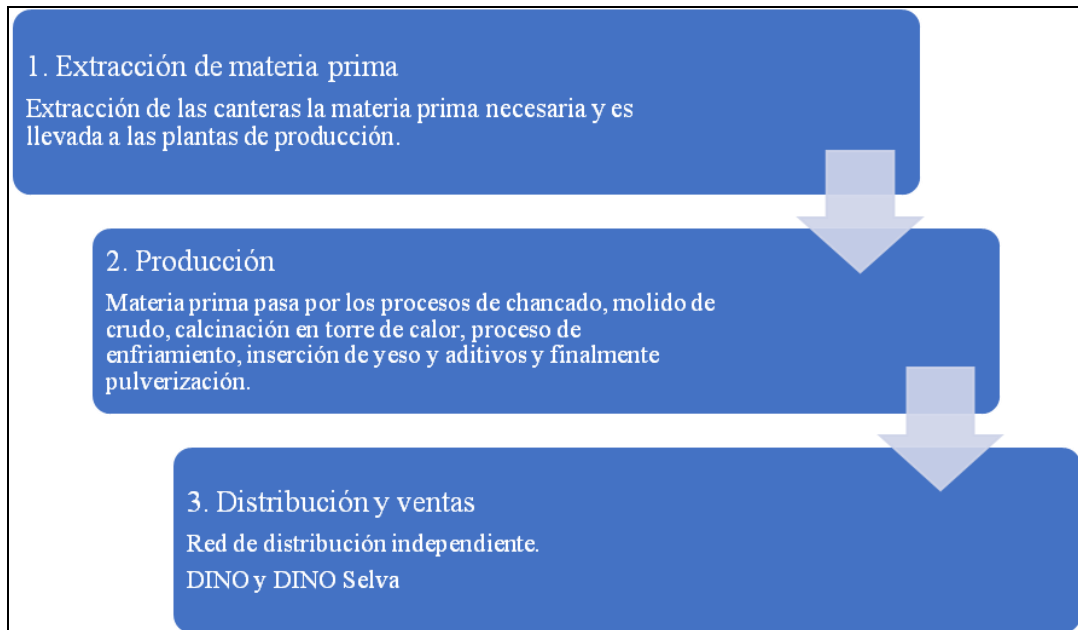 1. Extracción de materia prima
Extracción de las canteras la materia prima necesaria y es
llevada a las plantas de producción.
2. Producción
Materia prima pasa por los procesos de chancado, molido de
crudo, calcinación en torre de calor, proceso de
enfriamiento, inserción de yeso y aditivos y finalmente
pulverización.
3. Distribución y ventas
Red de distribución independiente.
DINO y DINO Selva